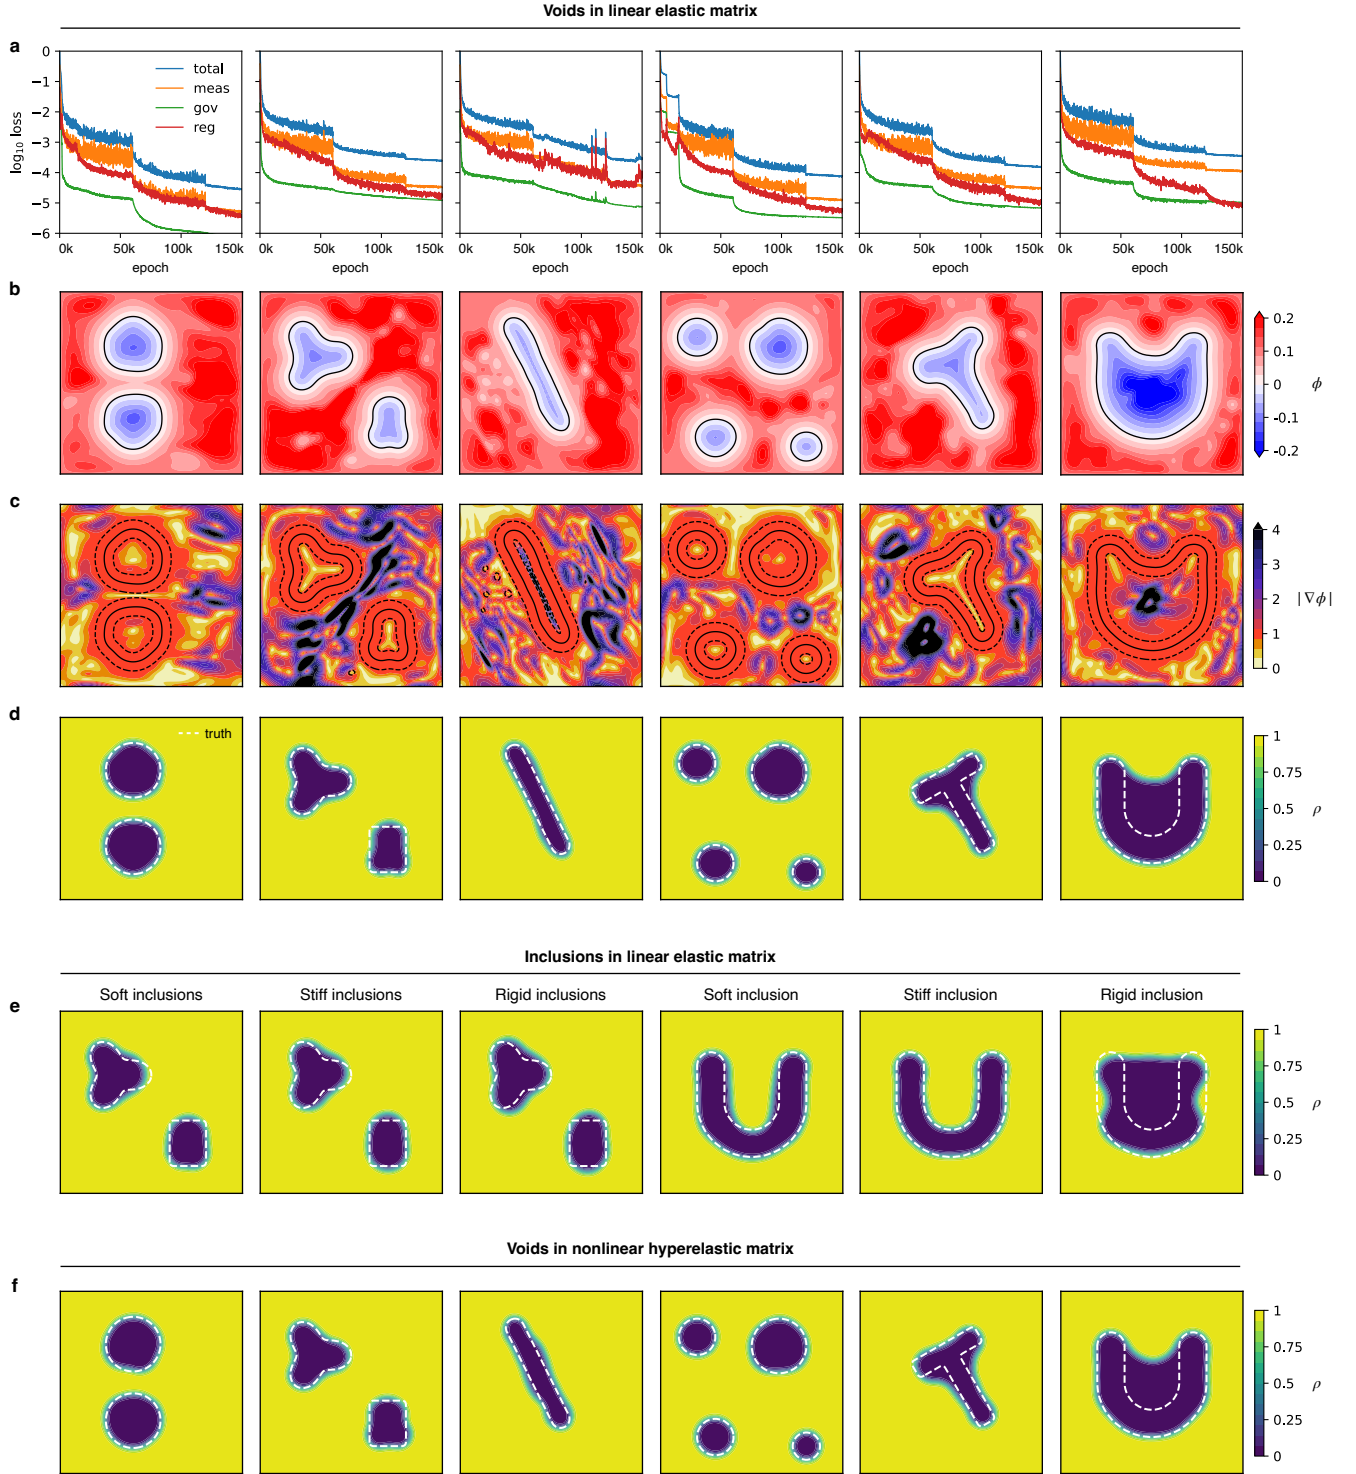 Voids in linear elastic matrix
a
0
−1
−2
−3
−4
−5
−6
log10 loss
total
meas
gov
reg
0k 50k 100k 150k
0k 50k 100k 150k
0k 50k 100k 150k
0k 50k 100k 150k
0k 50k 100k 150k
0k 50k 100k 150k
epoch epoch epoch epoch epoch epoch
b
0.2
0.1
0
-0.1
-0.2
ϕ
c
4
3
2
1
0
|∇ϕ|
d
truth
1
0.75
0.5
0.25
0
ρ
Inclusions in linear elastic matrix
Soft inclusions Stiff inclusions Rigid inclusions Soft inclusion Stiff inclusion Rigid inclusion
e
1
0.75
0.5
0.25
0
ρ
Voids in nonlinear hyperelastic matrix
f
1
0.75
0.5
0.25
0
ρ